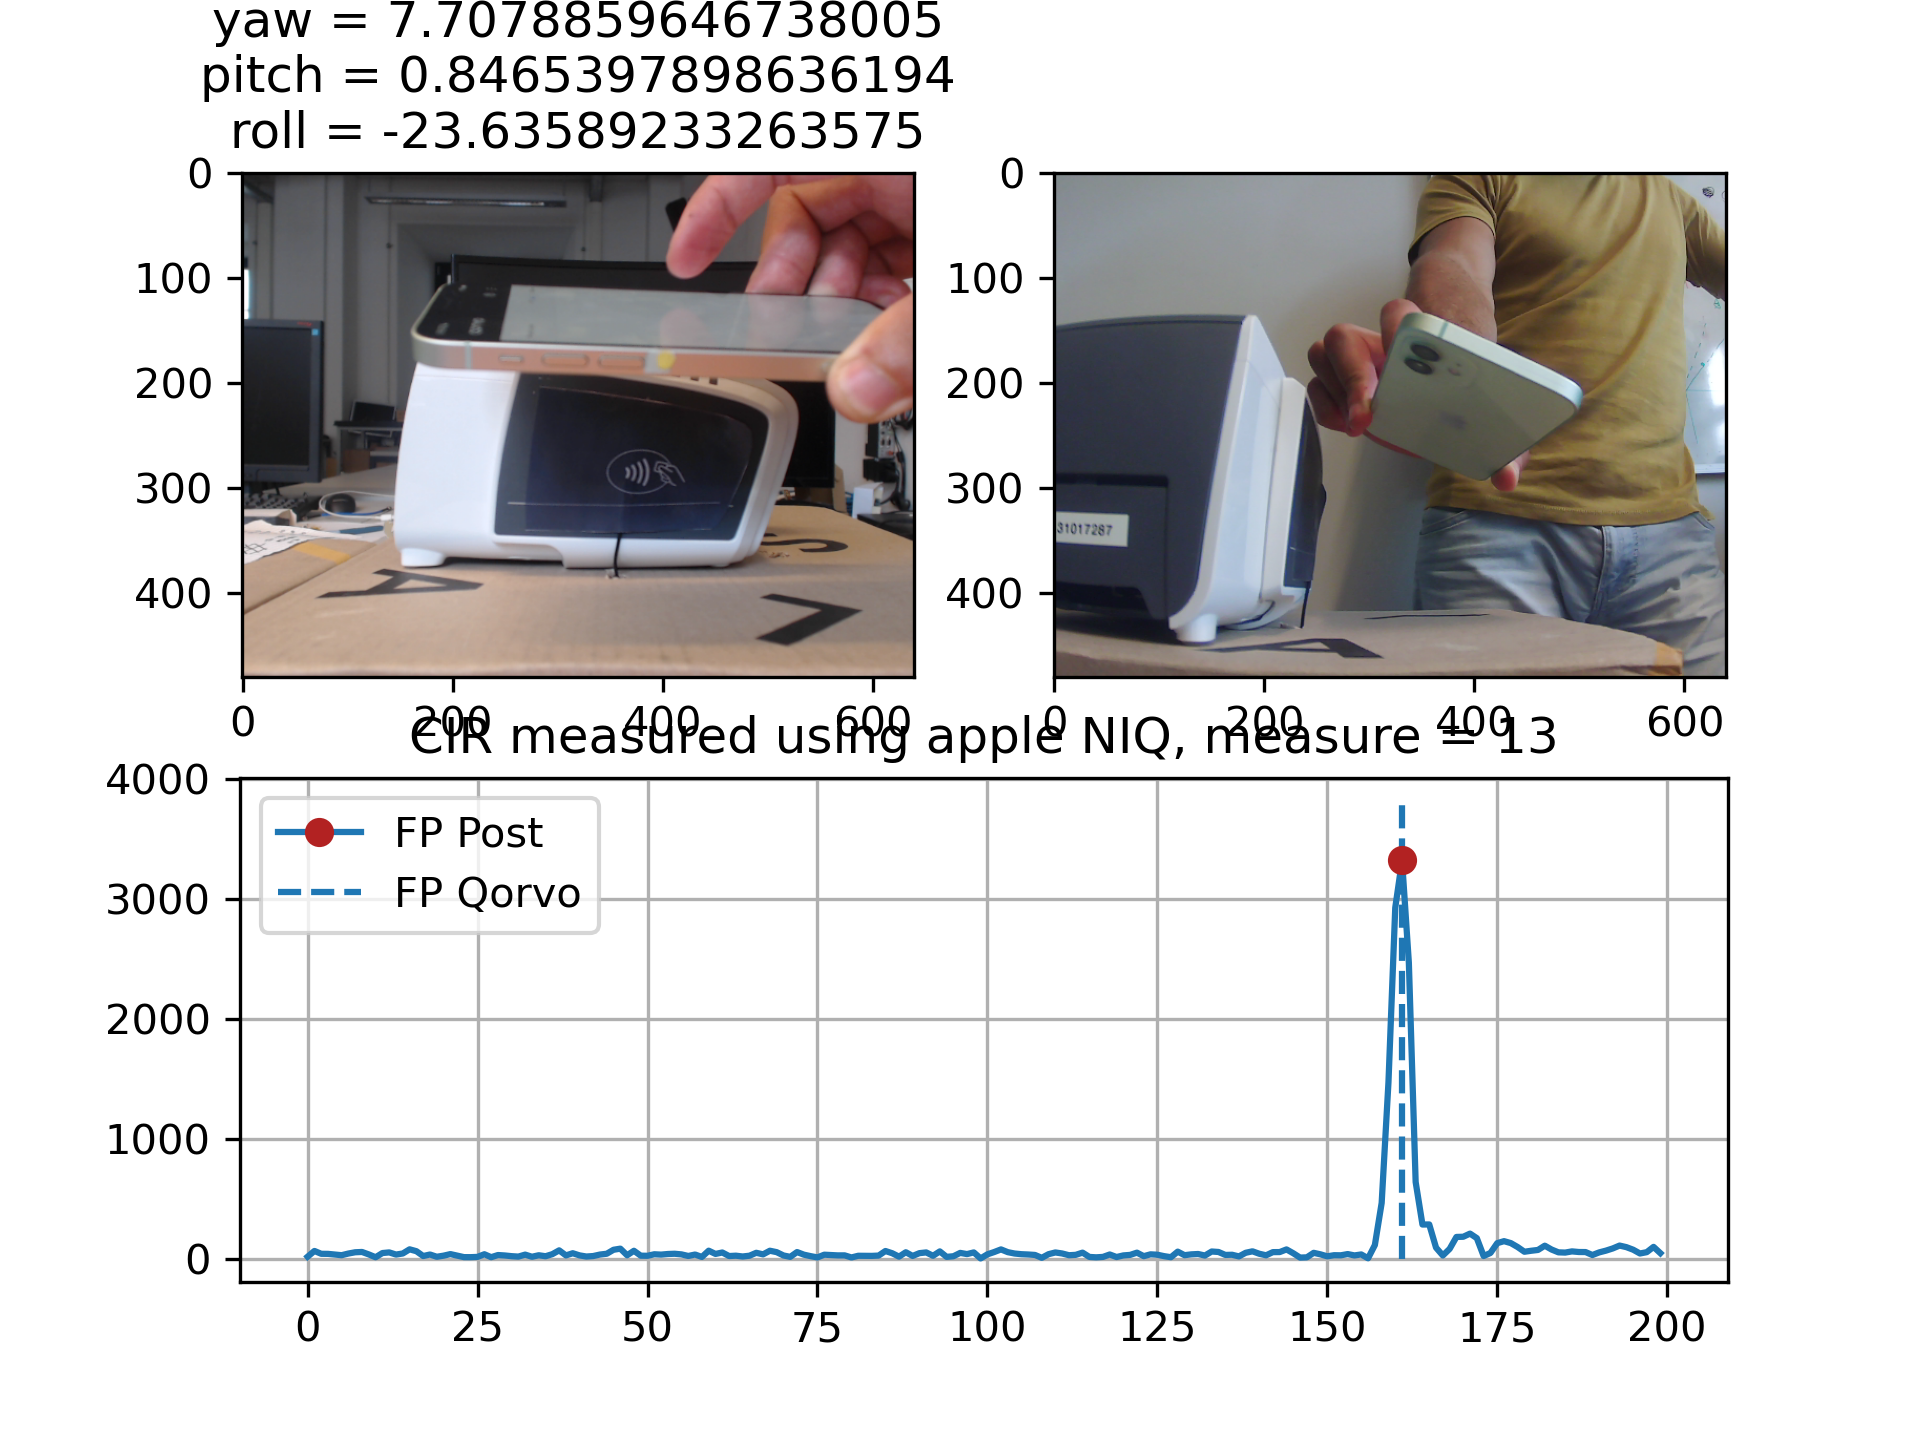 yaw = 7.7078859646738005
pitch = 0.8465397898636194
roll = -23.63589233263575
0
100
200
300
400
0 200 400 600
0
100
200
300
400
0 200 400 600
31017287
S
A
L
A
CIR measured using apple NIQ, measure = 13
4000
3000
2000
1000
0
FP Post
FP Qorvo
0 25 50 75 100 125 150 175 200